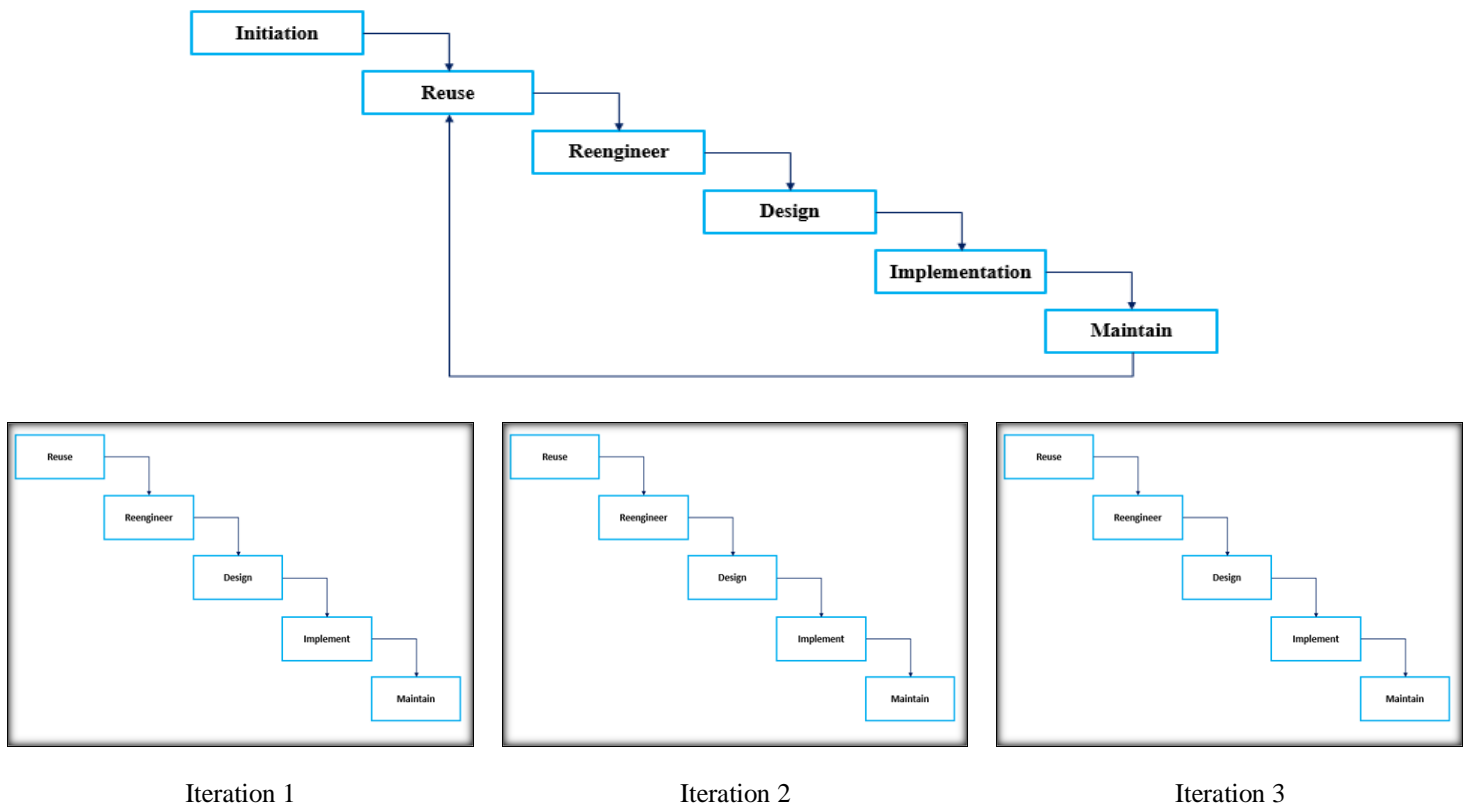 Initiation
Reuse
Reengineer
Design
Implementation
Maintain
Reuse
Reengineer
Design
Implement
Maintain
Iteration 1
Reuse
Reengineer
Design
Implement
Maintain
Iteration 2
Reuse
Reengineer
Design
Implement
Maintain
Iteration 3